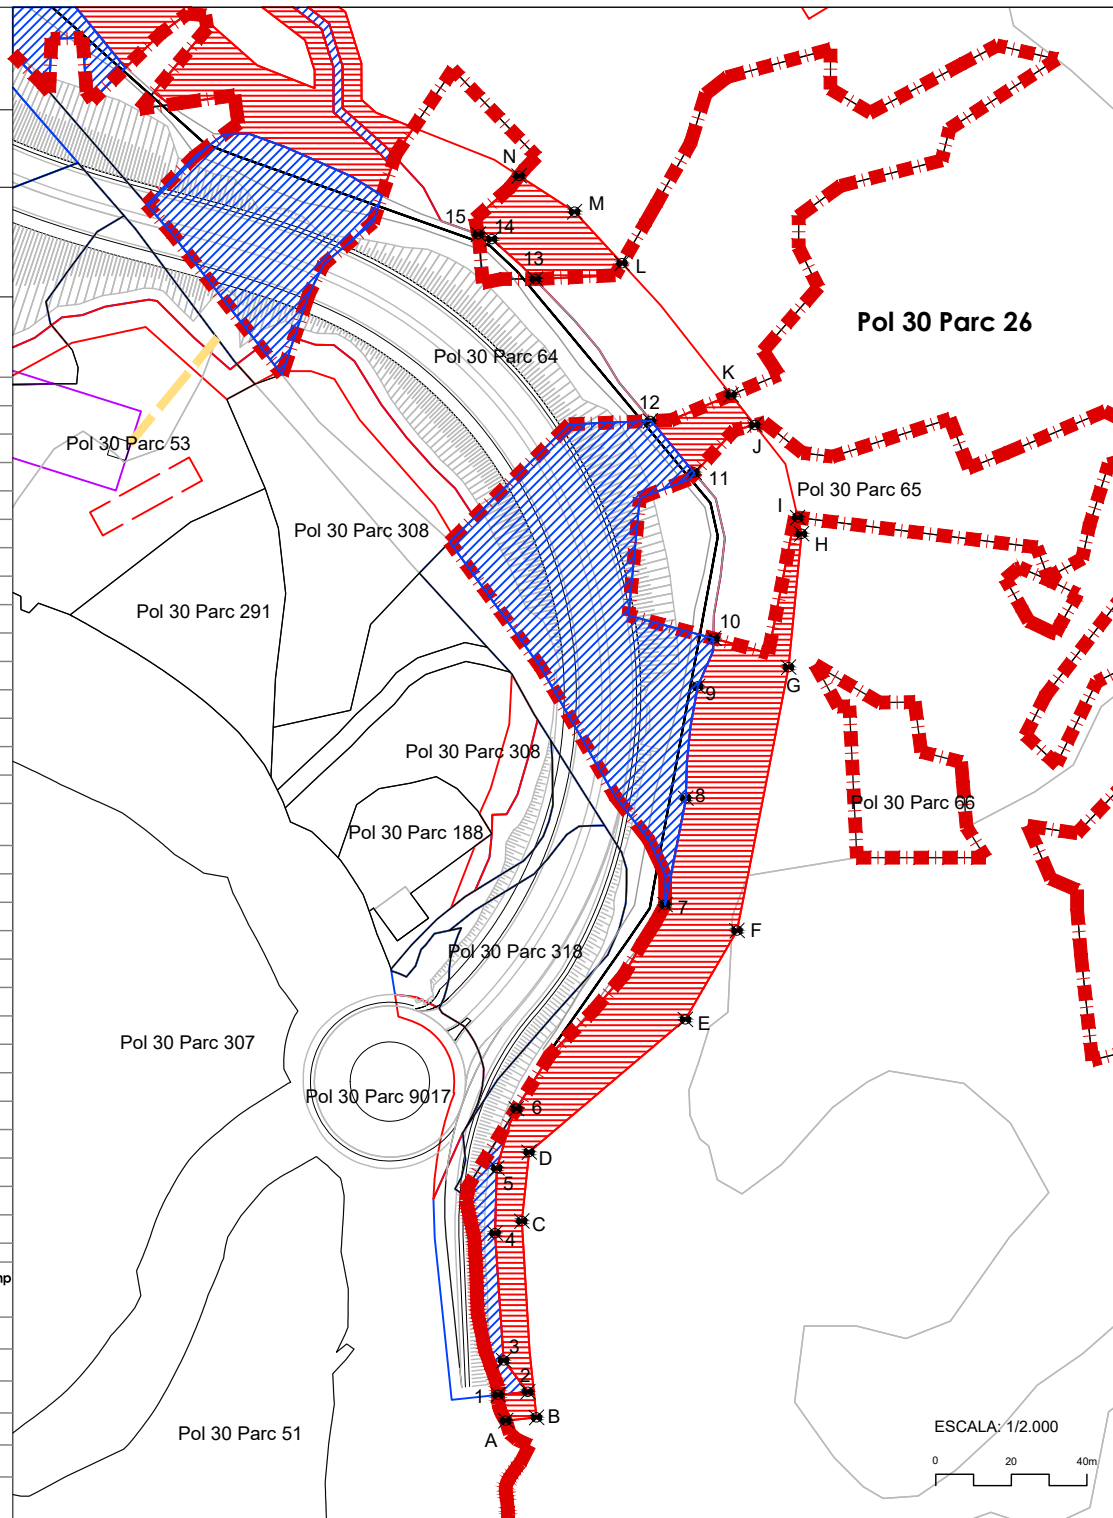 N
M
15
14
13
L
Pol 30 Parc 26
Pol 30 Parc 64
K
12
J
Pol 30 Parc 53
11
Pol 30 Parc 65
I
Pol 30 Parc 308
H
Pol 30 Parc 291
10
G
9
Pol 30 Parc 308
8
Pol 30 Parc 66
Pol 30 Parc 188
7
F
Pol 30 Parc 318
E
Pol 30 Parc 307
Pol 30 Parc 9017
6
D
5
C
4
3
2
1
B
A
Pol 30 Parc 51
ESCALA: 1/2.000
0 20 40m